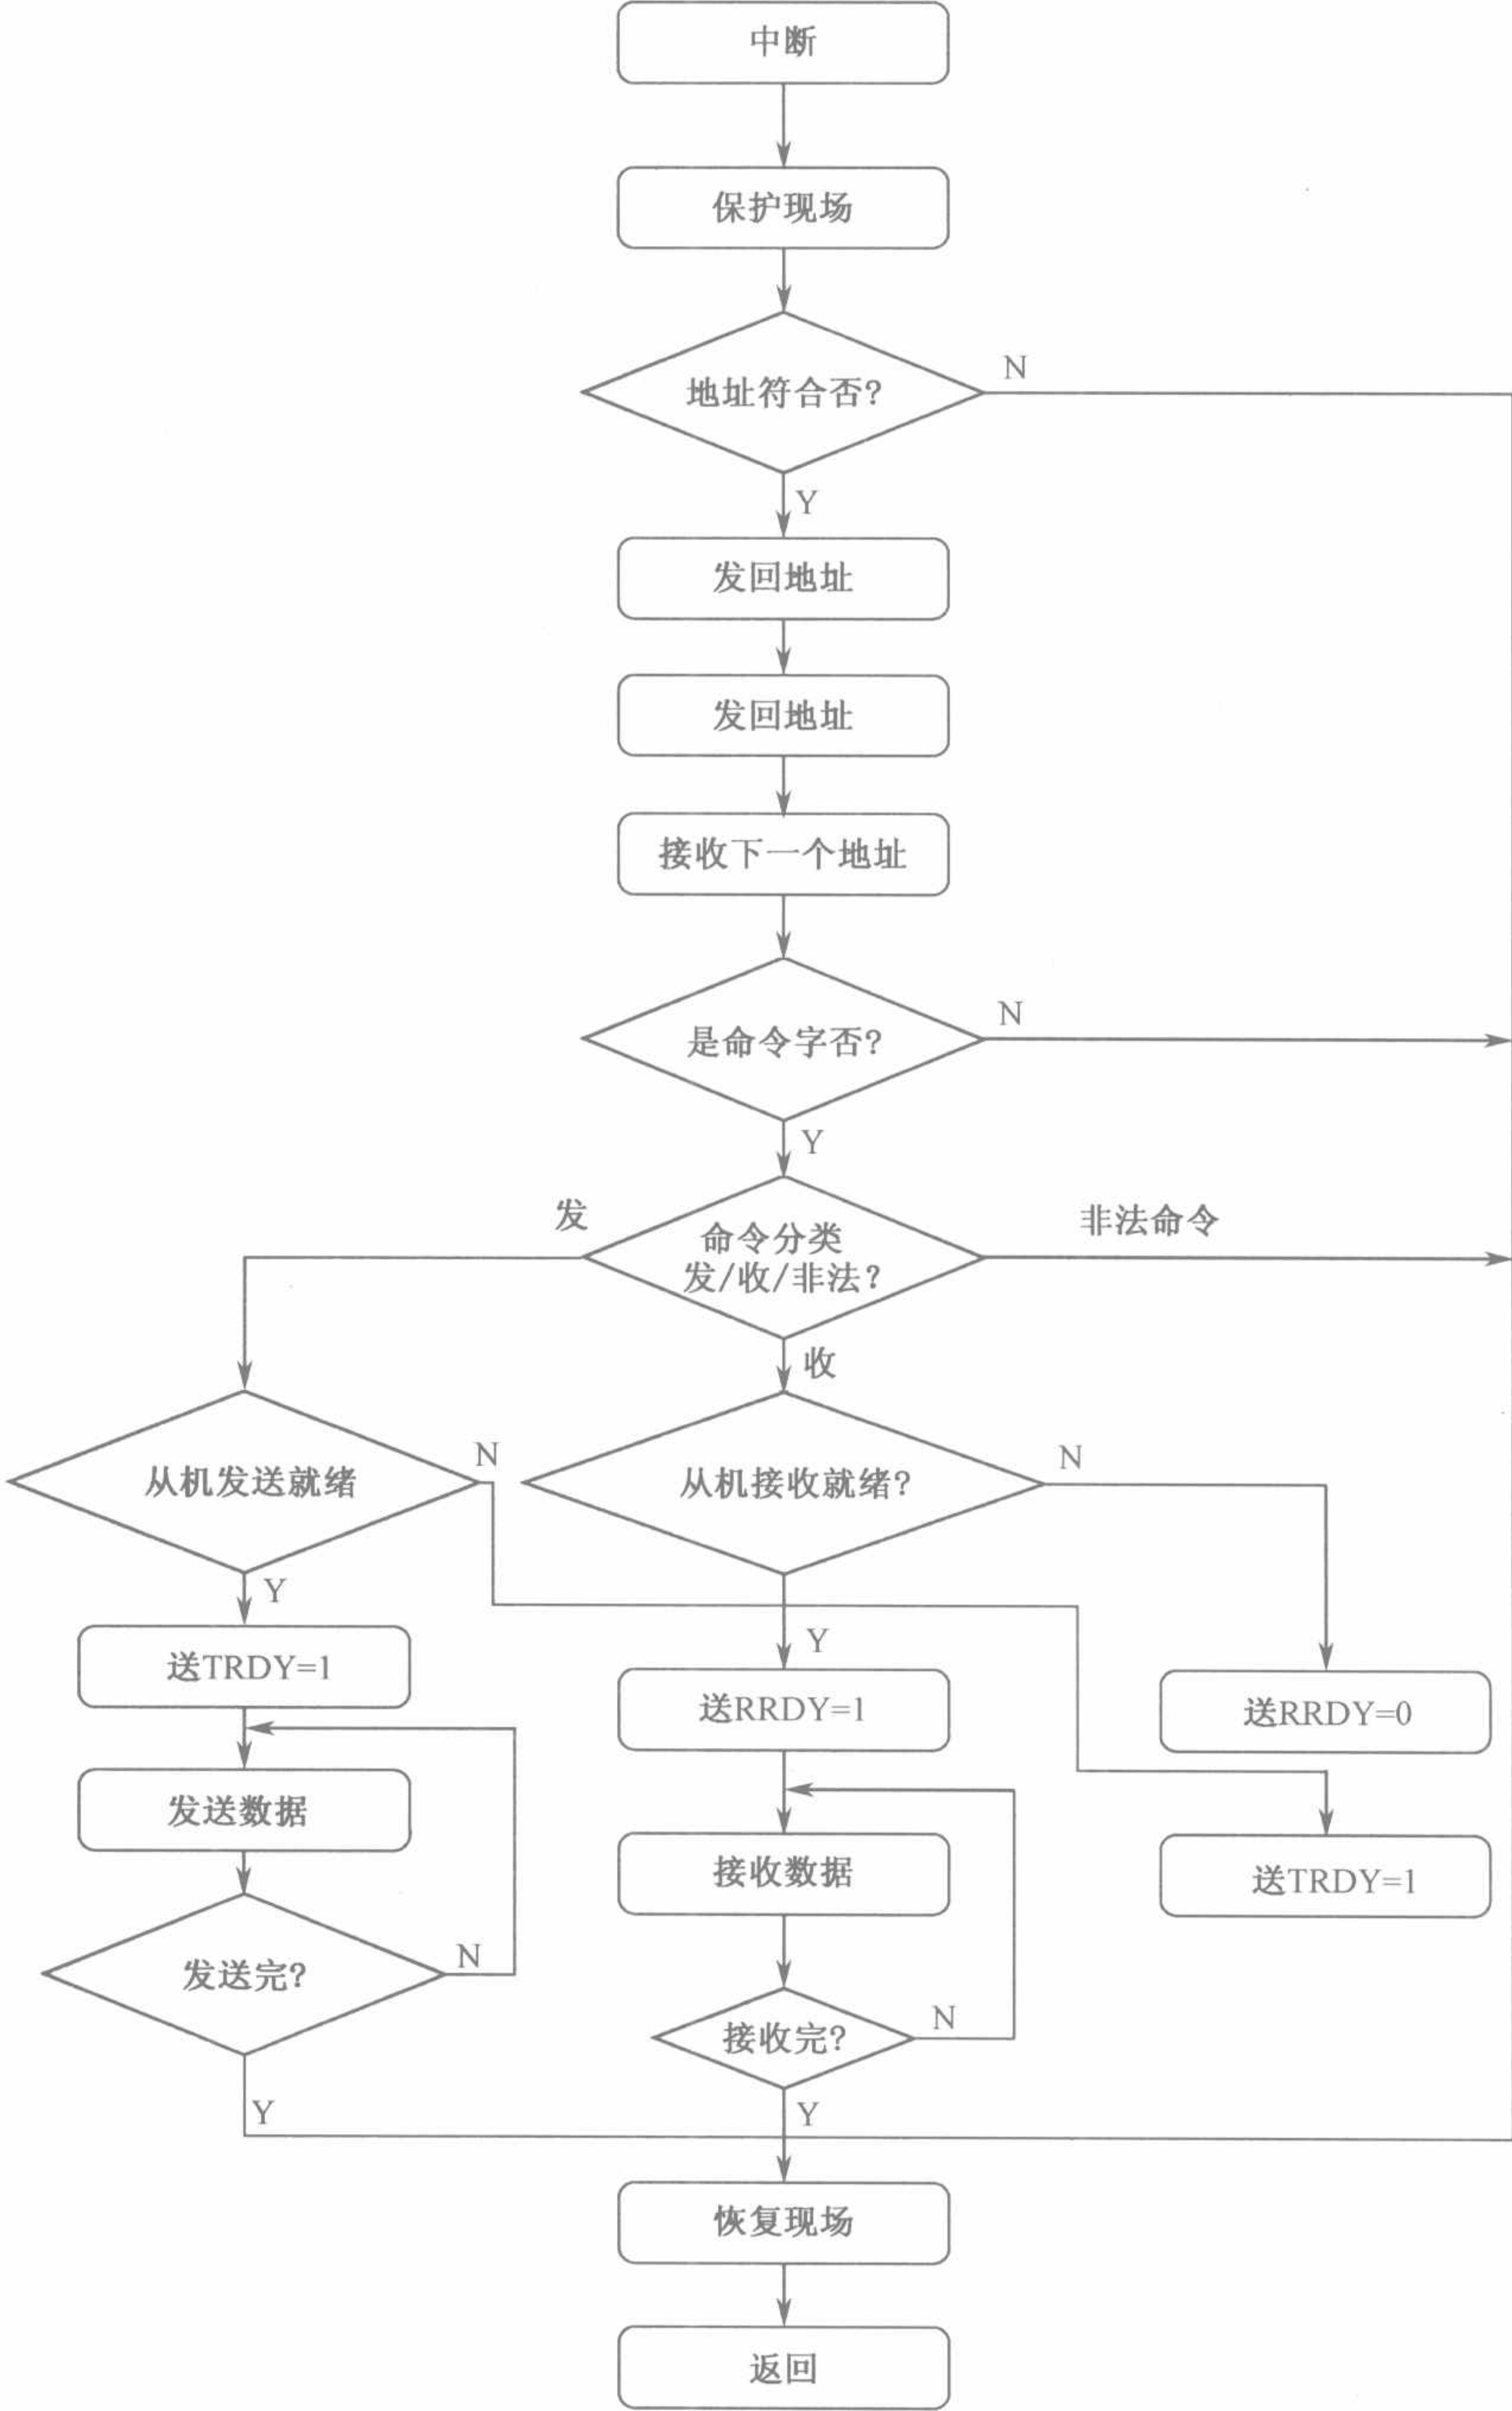 中断
保护现场
地址符合否?
N
Y
发回地址
发回地址
接收下一个地址
是命令字否?
N
Y
发
命令分类
发/收/非法?
非法命令
收
从机发送就绪
N
从机接收就绪?
N
Y
送TRDY=1
Y
送RRDY=1
送RRDY=0
发送数据
接收数据
送TRDY=1
发送完?
N
接收完?
N
Y
Y
恢复现场
返回